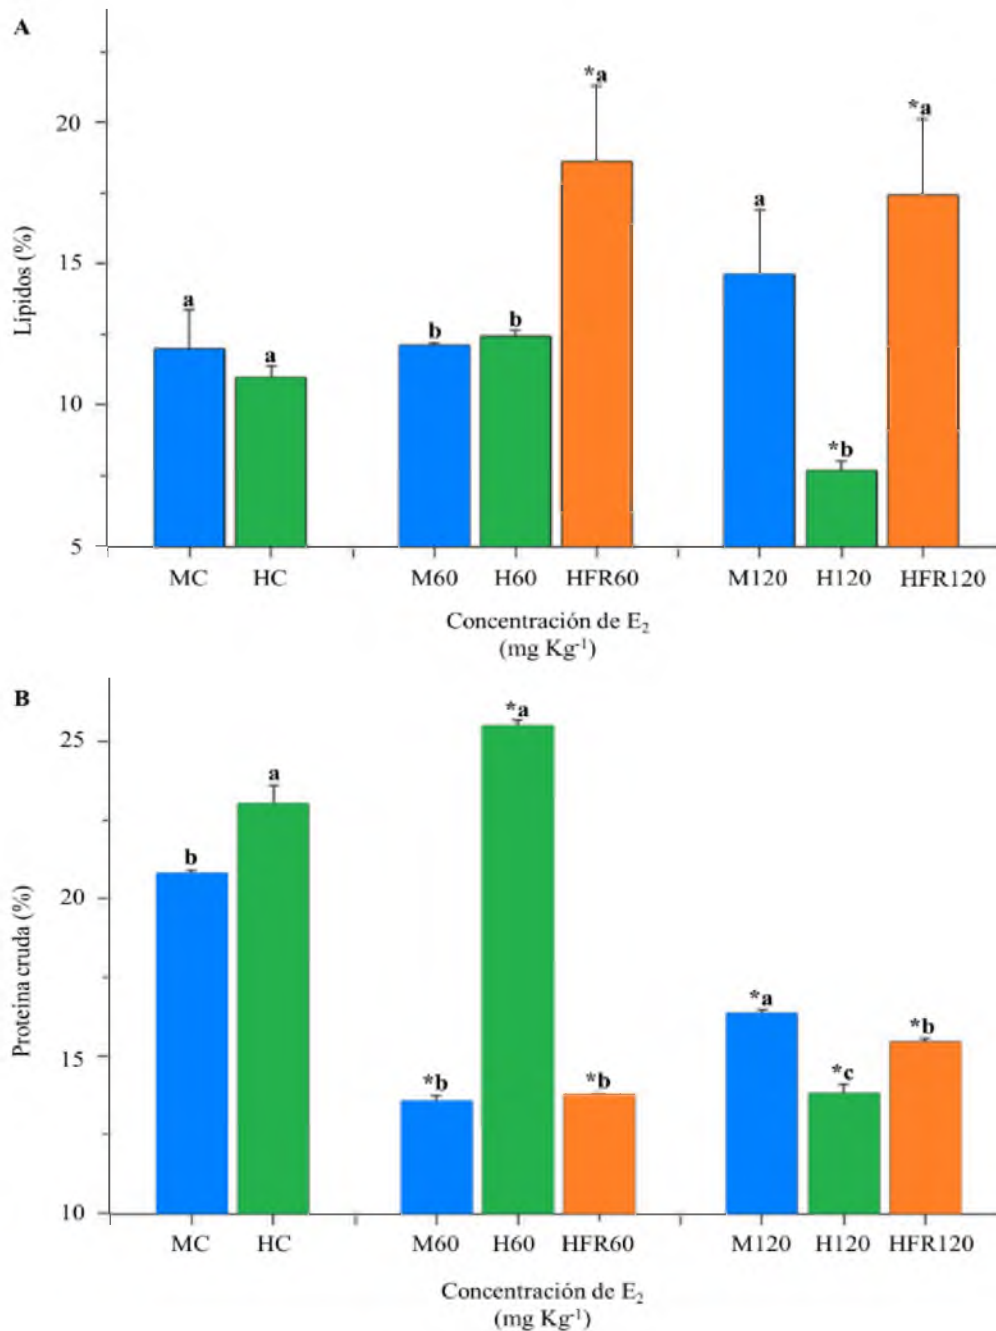 A
*a
*a
20
a
Lípidos (%)
15
a
b
b
a
10
*b
5
MC HC M60 H60 HFR60 M120 H120 HFR120
Concentración de E2
(mg Kg-1)
B
*a
25
a
b
20
Proteina cruda (%)
*a
*b
15
*b
*b
*c
10
MC HC M60 H60 HFR60 M120 H120 HFR120
Concentración de E2
(mg Kg-1)